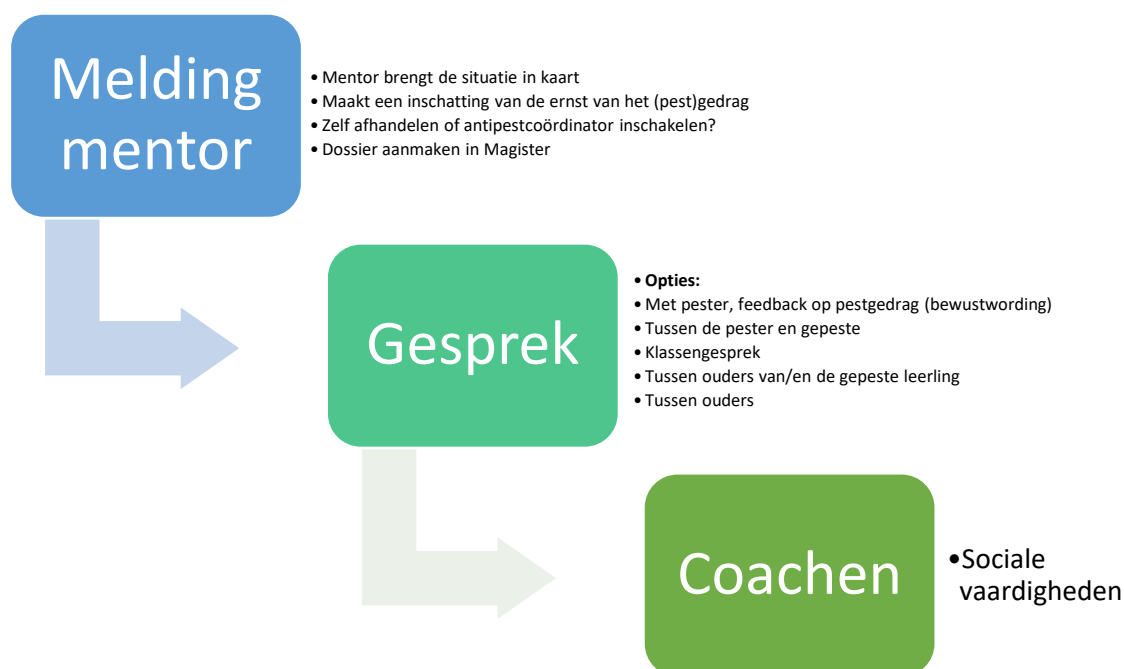 Melding
mentor
• Mentor brengt de situatie in kaart
• Maakt een inschatting van de ernst van het (pest)gedrag
• Zelf afhandelen of antipestcoördinator inschakelen?
• Dossier aanmaken in Magister
Gesprek
• Opties:
• Met pester, feedback op pestgedrag (bewustwording)
• Tussen de pester en gepeste
• Klassengesprek
• Tussen ouders van/en de gepeste leerling
• Tussen ouders
Coachen
• Sociale
vaardigheden